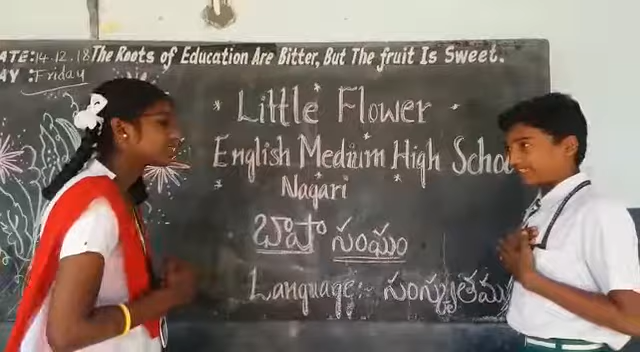 ATE:14.12.18
The Roots of Education Are Bitter, But The fruit Is Sweet.
AY: Friday
Little Flower
English Medium High School
Nagari
బాషా సంఘం
Language:- సంస్కృతము